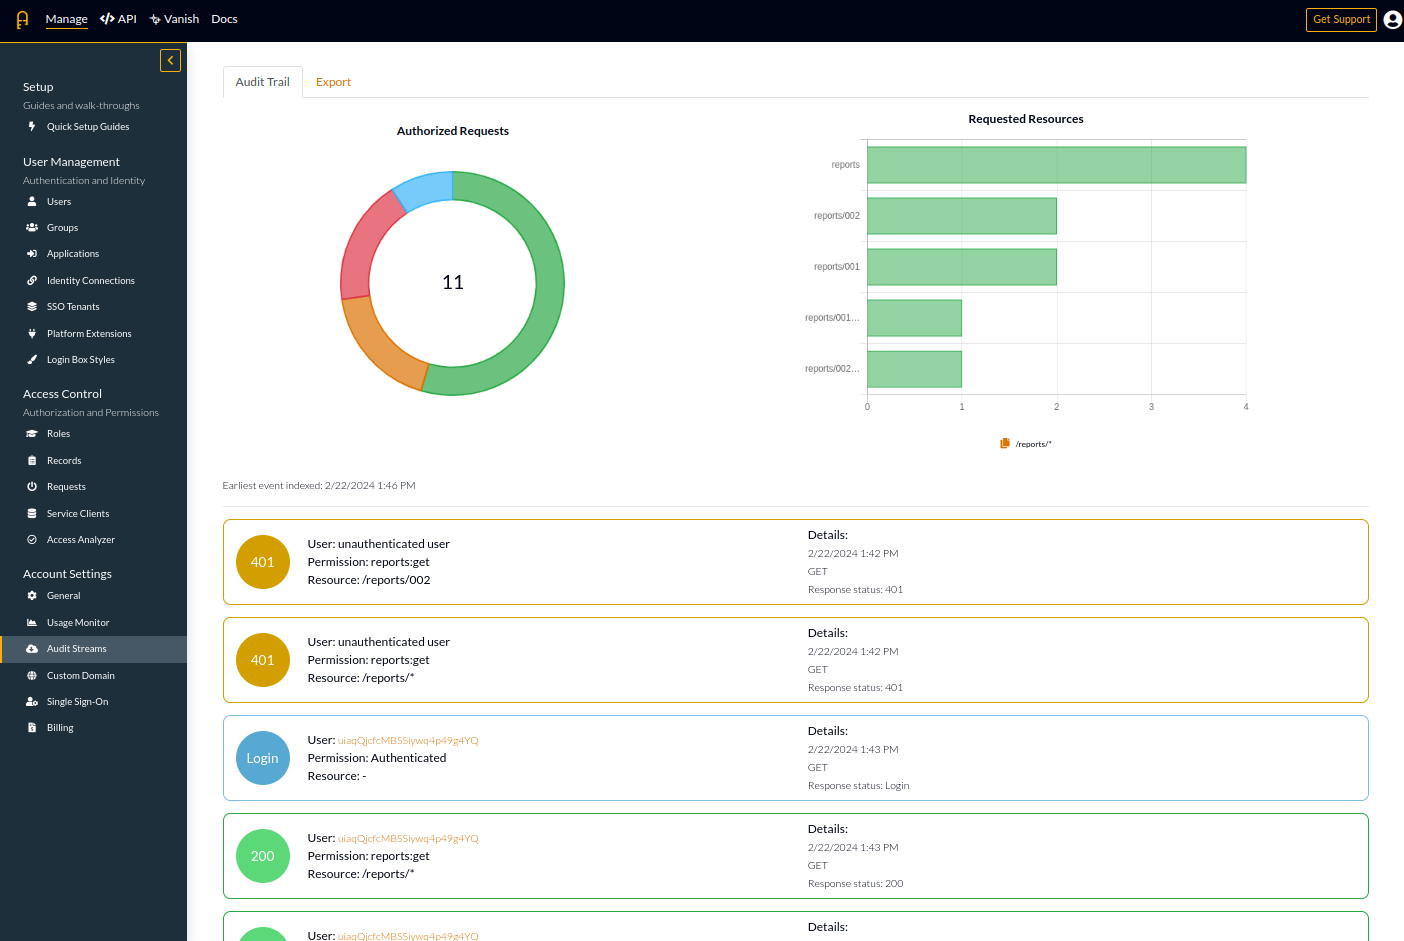 Manage API Vanish Docs Get Support
Setup
Guides and walk-throughs
Quick Setup Guides
User Management
Authentication and Identity
Users
Groups
Applications
Identity Connections
SSO Tenants
Platform Extensions
Login Box Styles
Access Control
Authorization and Permissions
Roles
Records
Requests
Service Clients
Access Analyzer
Account Settings
General
Usage Monitor
Audit Streams
Custom Domain
Single Sign-On
Billing
Audit Trail Export
Authorized Requests
11
Requested Resources
reports
reports/002
reports/001
reports/001...
reports/002...
0 1 2 3 4
/reports/*
Earliest event indexed: 2/22/2024 1:46 PM
401
User: unauthenticated user
Permission: reports:get
Resource: /reports/002
Details:
2/22/2024 1:42 PM
GET
Response status: 401
401
User: unauthenticated user
Permission: reports:get
Resource: /reports/*
Details:
2/22/2024 1:42 PM
GET
Response status: 401
Login
User: uiaqQjcfcMBS5iywq4p49g4YQ
Permission: Authenticated
Resource: -
Details:
2/22/2024 1:43 PM
GET
Response status: Login
200
User: uiaqQjcfcMBS5iywq4p49g4YQ
Permission: reports:get
Resource: /reports/*
Details:
2/22/2024 1:43 PM
GET
Response status: 200
User: uiaqQjcfcMBS5iywq4p49g4YQ
Details: